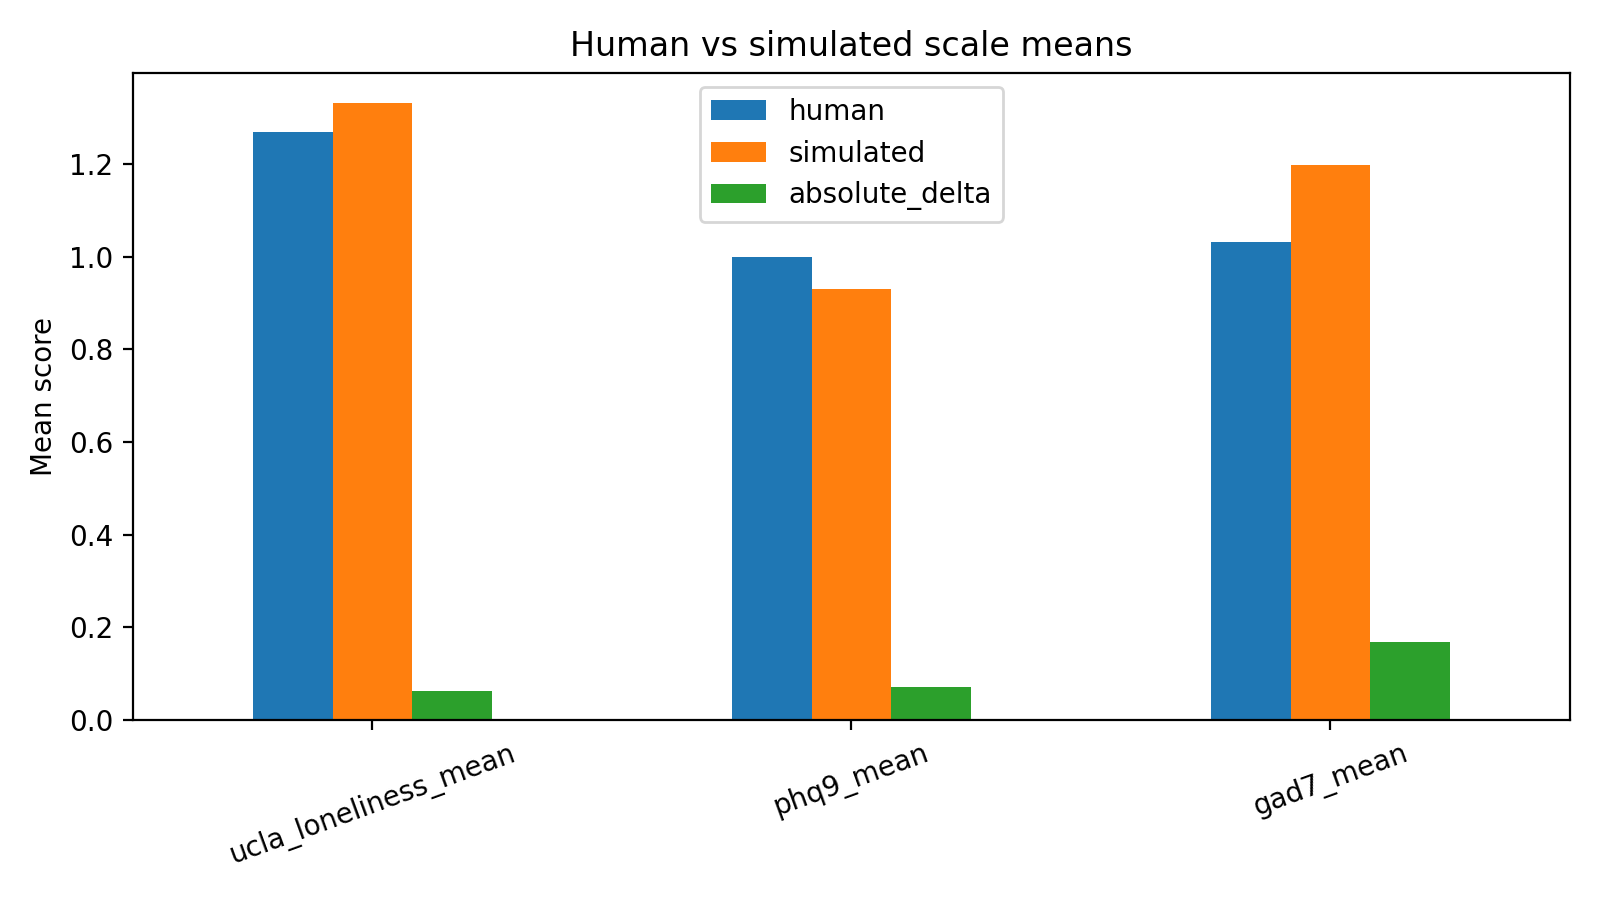 Human vs simulated scale means
human
simulated
absolute_delta
Mean score
1.2
1.0
0.8
0.6
0.4
0.2
0.0
ucla_loneliness_mean
phq9_mean
gad7_mean